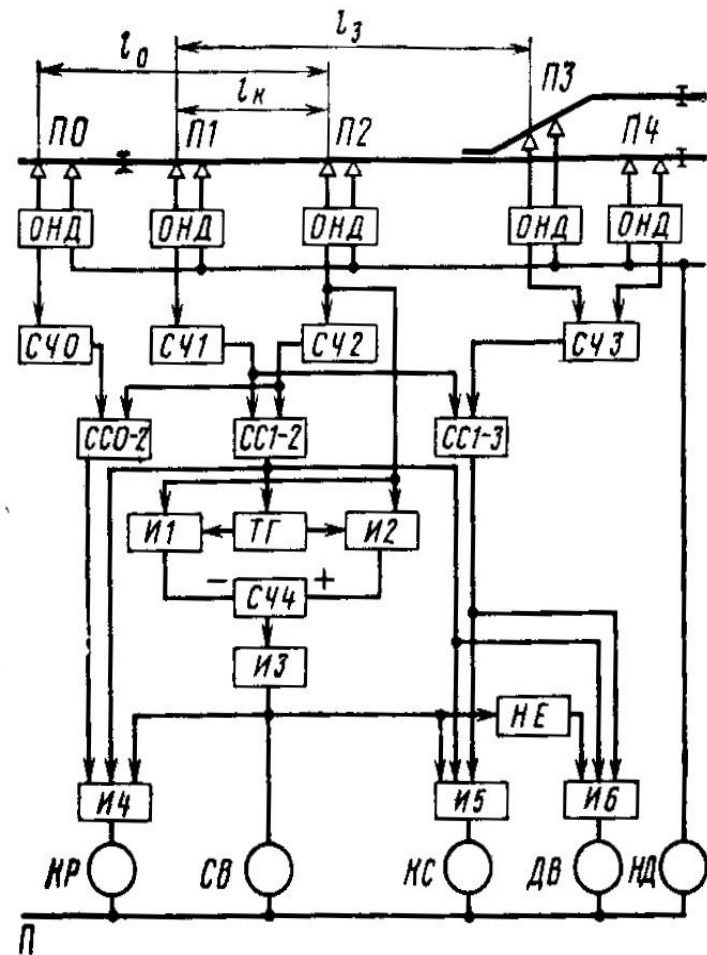 l₃
l₀
lк
П3
П0 П1 П2 П4
ОНД ОНД ОНД ОНД ОНД
СЧ0 СЧ1 СЧ2 СЧ3
СС0-2 СС1-2 СС1-3
И1 ТГ И2
- СЧ4 +
И3
НЕ
И4 И5 И6
КР СВ КС ДВ НД
П